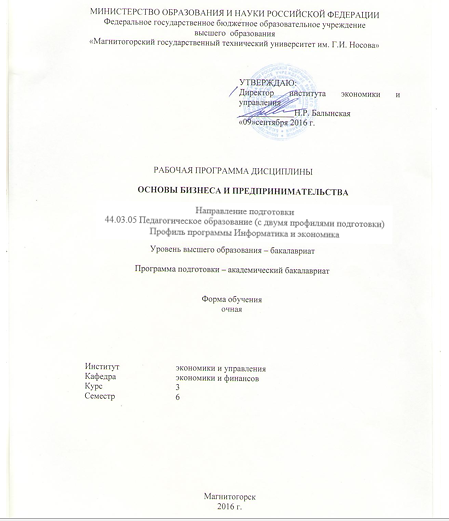 МИНИСТЕРСТВО ОБРАЗОВАНИЯ И НАУКИ РОССИЙСКОЙ ФЕДЕРАЦИИ
Федеральное государственное бюджетное образовательное учреждение
высшего образования
«Магнитогорский государственный технический университет им. Г.И. Носова»
УТВЕРЖДАЮ:
Директор института экономики и
управления
Н.Р. Балынская
«09»сентября 2016 г.
РАБОЧАЯ ПРОГРАММА ДИСЦИПЛИНЫ
ОСНОВЫ БИЗНЕСА И ПРЕДПРИНИМАТЕЛЬСТВА
Направление подготовки
44.03.05 Педагогическое образование (с двумя профилями подготовки)
Профиль программы Информатика и экономика
Уровень высшего образования – бакалавриат
Программа подготовки – академический бакалавриат
Форма обучения
очная
Институт экономики и управления
Кафедра экономики и финансов
Курс 3
Семестр 6
Магнитогорск
2016 г.